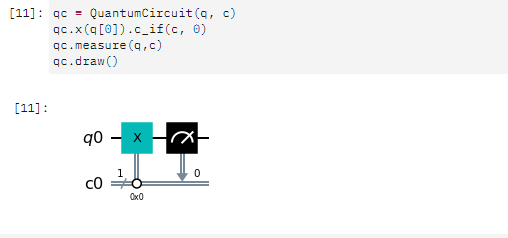 [11]: qc = QuantumCircuit(q, c)
qc.x(q[0]).c_if(c, 0)
qc.measure(q,c)
qc.draw()
[11]:
q0 X
1 0
c0
0x0